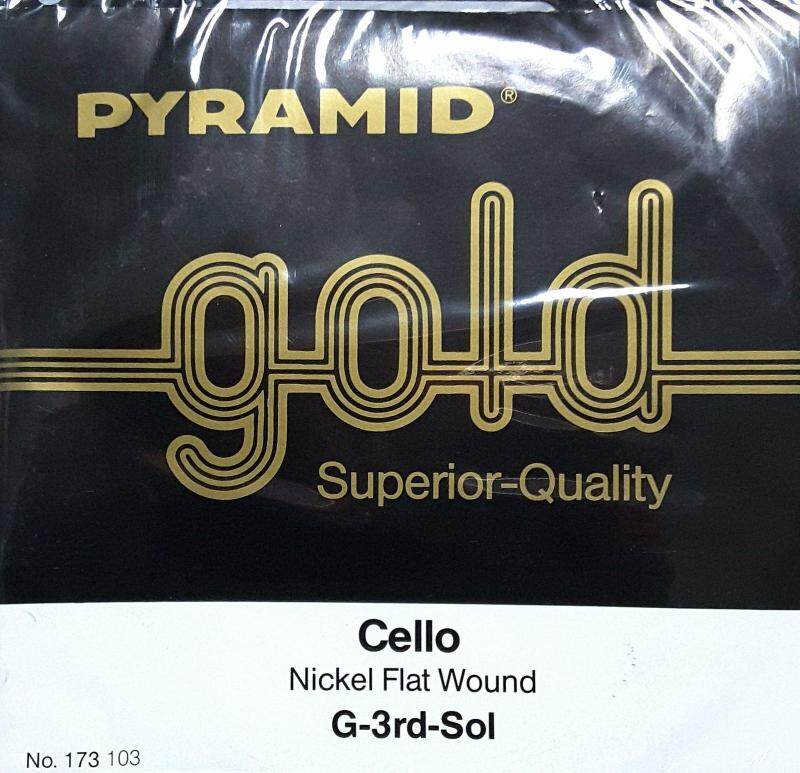 PYRAMID®
gold
Superior-Quality
Cello
Nickel Flat Wound
G-3rd-Sol
No. 173 103